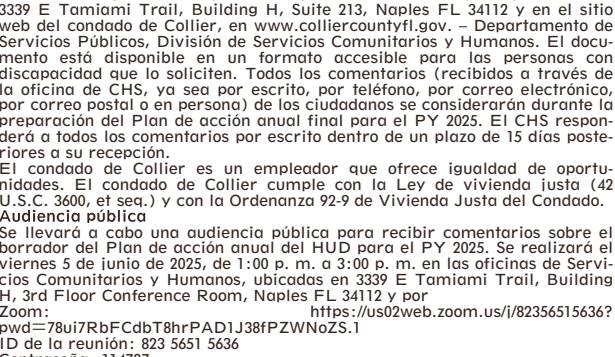 3339 E Tamiami Trail, Building H, Suite 213, Naples FL 34112 y en el sitio
web del condado de Collier, en www.colliercountyfl.gov. – Departamento de
Servicios Públicos, División de Servicios Comunitarios y Humanos. El docu-
mento está disponible en un formato accesible para las personas con
discapacidad que lo soliciten. Todos los comentarios (recibidos a través de
la oficina de CHS, ya sea por escrito, por teléfono, por correo electrónico,
por correo postal o en persona) de los ciudadanos se considerarán durante la
preparación del Plan de acción anual final para el PY 2025. El CHS respon-
derá a todos los comentarios por escrito dentro de un plazo de 15 días poste-
riores a su recepción.
El condado de Collier es un empleador que ofrece igualdad de oportu-
nidades. El condado de Collier cumple con la Ley de vivienda justa (42
U.S.C. 3600, et seq.) y con la Ordenanza 92-9 de Vivienda Justa del Condado.
Audiencia pública
Se llevará a cabo una audiencia pública para recibir comentarios sobre el
borrador del Plan de acción anual del HUD para el PY 2025. Se realizará el
viernes 5 de junio de 2025, de 1:00 p. m. a 3:00 p. m. en las oficinas de Servi-
cios Comunitarios y Humanos, ubicadas en 3339 E Tamiami Trail, Building
H, 3rd Floor Conference Room, Naples FL 34112 y por
Zoom: https://us02web.zoom.us/j/82356515636?
pwd=78ui7RbFCdbT8hrPAD1J38fPZWNoZS.1
ID de la reunión: 823 5651 5636